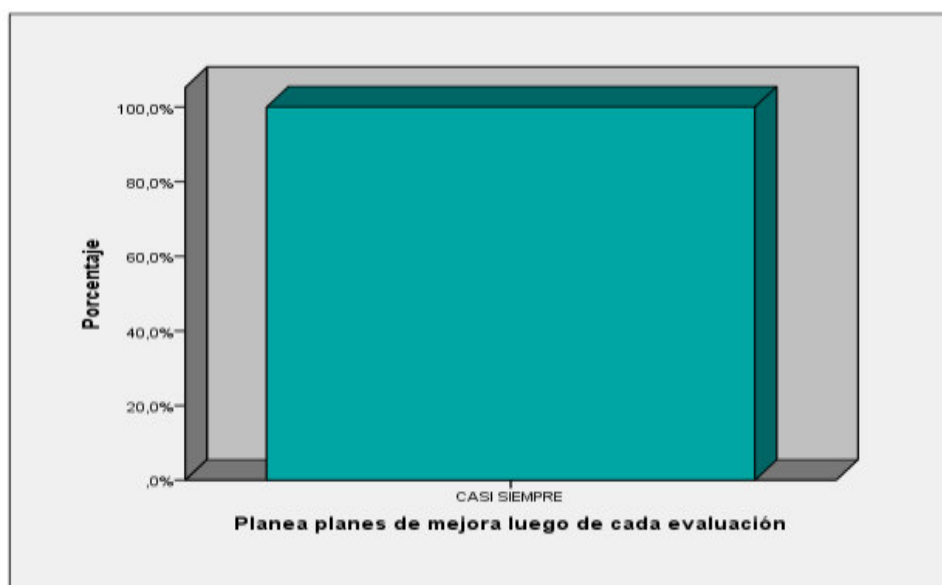 Porcentaje
100,0%
80,0%
60,0%
40,0%
20,0%
,0%
CASI SIEMPRE
Planea planes de mejora luego de cada evaluación